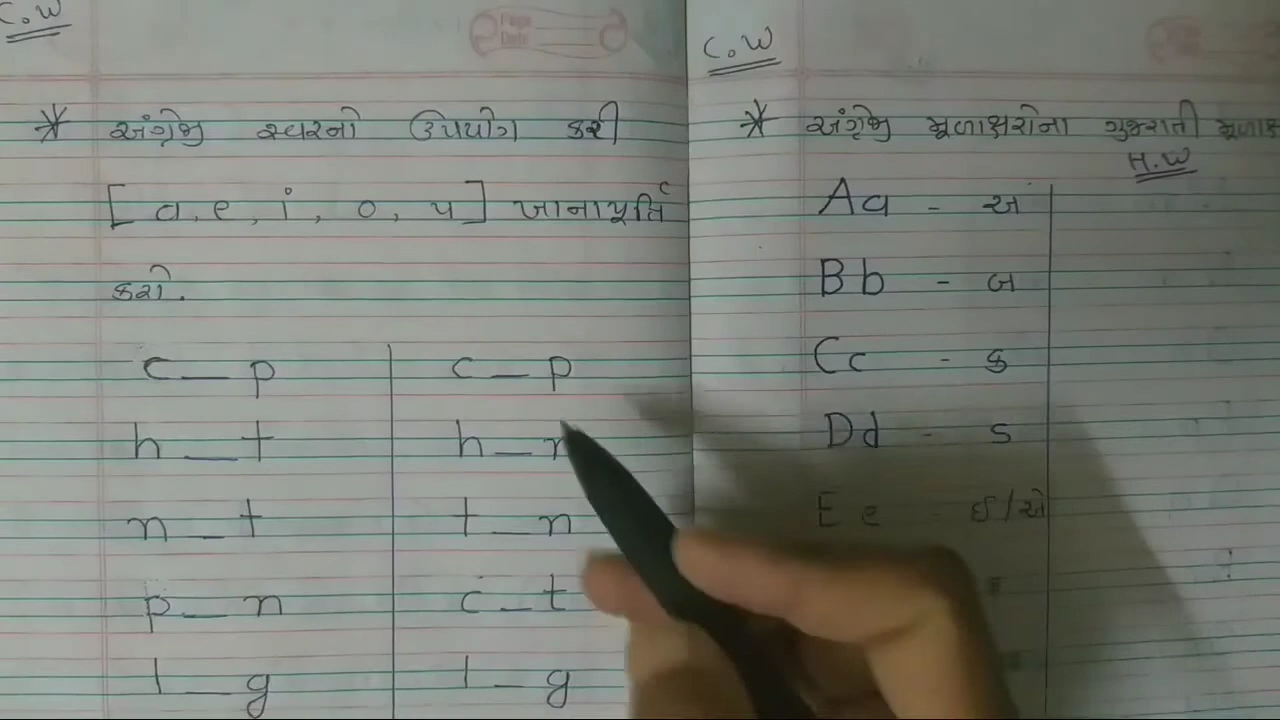 C.W
* અંગ્રેજી સ્વરનો ઉપયોગ કરી
[ a, e, i, o, u ] ખાનાપૂર્તિ
કરો.
c _ p c _ p
h _ t h _ n
n _ t t _ n
p _ n c _ t
l _ g l _ g
C.W
* અંગ્રેજી મૂળાક્ષરોના ગુજરાતી
H.W
Aa - અ
Bb - બ
Cc - ક
Dd - ડ
Ee - ઈ/એ